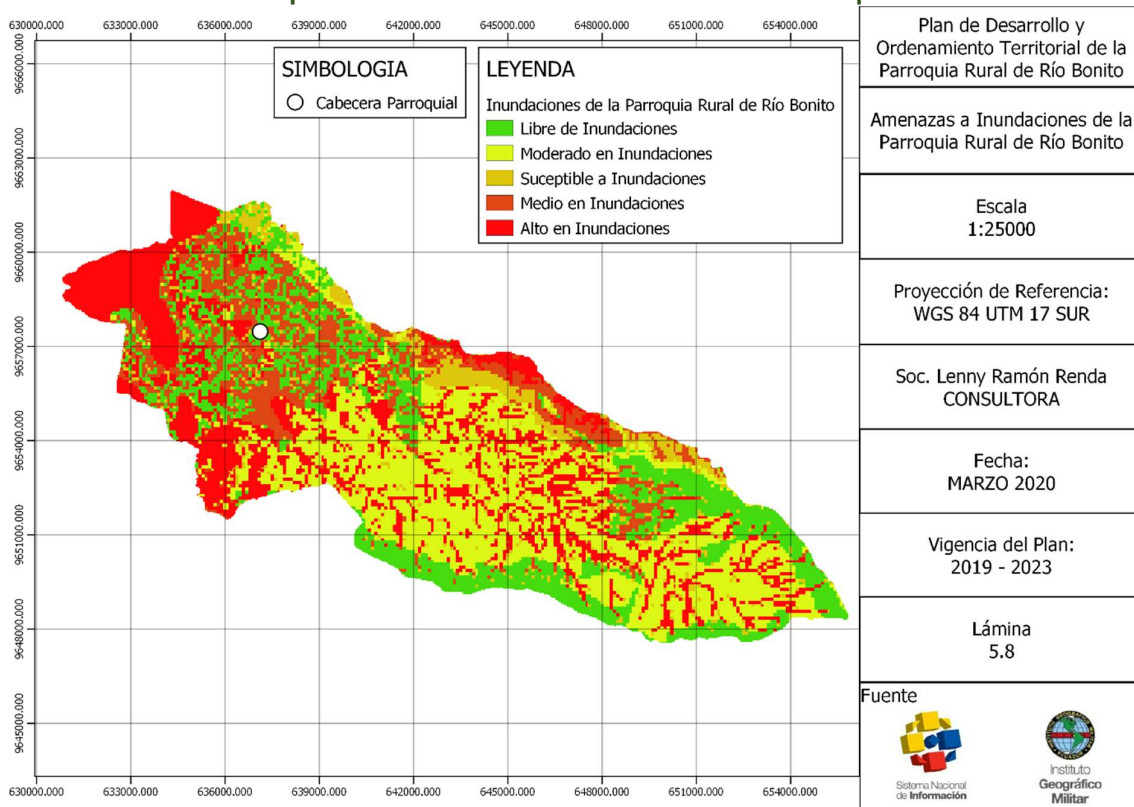 630000.000 633000.000 636000.000 639000.000 642000.000 645000.000 648000.000 651000.000 654000.000
9666000.000
9663000.000
9660000.000
9657000.000
9654000.000
9651000.000
9648000.000
9645000.000
SIMBOLOGIA
Cabecera Parroquial
LEYENDA
Inundaciones de la Parroquia Rural de Río Bonito
Libre de Inundaciones
Moderado en Inundaciones
Suceptible a Inundaciones
Medio en Inundaciones
Alto en Inundaciones
630000.000 633000.000 636000.000 639000.000 642000.000 645000.000 648000.000 651000.000 654000.000
Plan de Desarrollo y
Ordenamiento Territorial de la
Parroquia Rural de Río Bonito
Amenazas a Inundaciones de la
Parroquia Rural de Río Bonito
Escala
1:25000
Proyección de Referencia:
WGS 84 UTM 17 SUR
Soc. Lenny Ramón Renda
CONSULTORA
Fecha:
MARZO 2020
Vigencia del Plan:
2019 - 2023
Lámina
5.8
Fuente
Sistema Nacional
de Información
Instituto
Geográfico
Militar